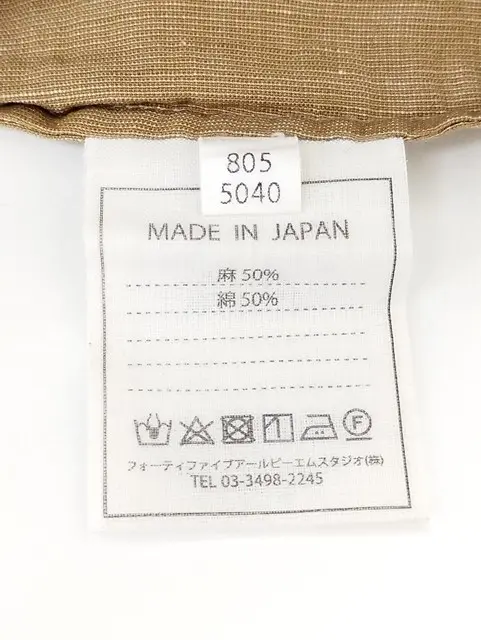 805
5040
MADE IN JAPAN
麻 50%
綿 50%
フォーティファイブアールピーエムスタジオ(株)
TEL 03-3498-2245